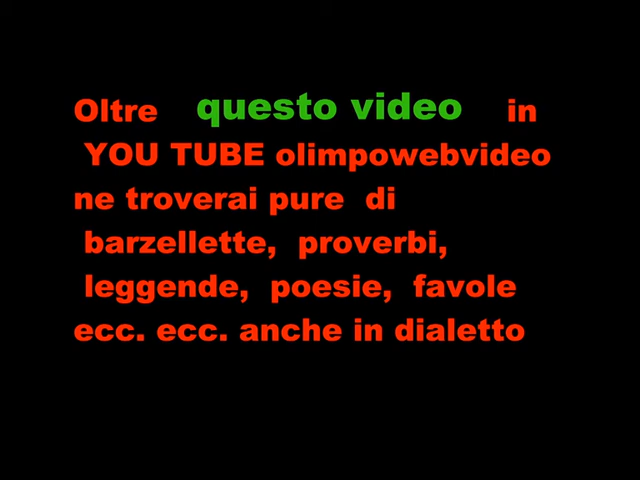 Oltre questo video in
YOU TUBE olimpowebvideo
ne troverai pure di
barzellette, proverbi,
leggende, poesie, favole
ecc. ecc. anche in dialetto